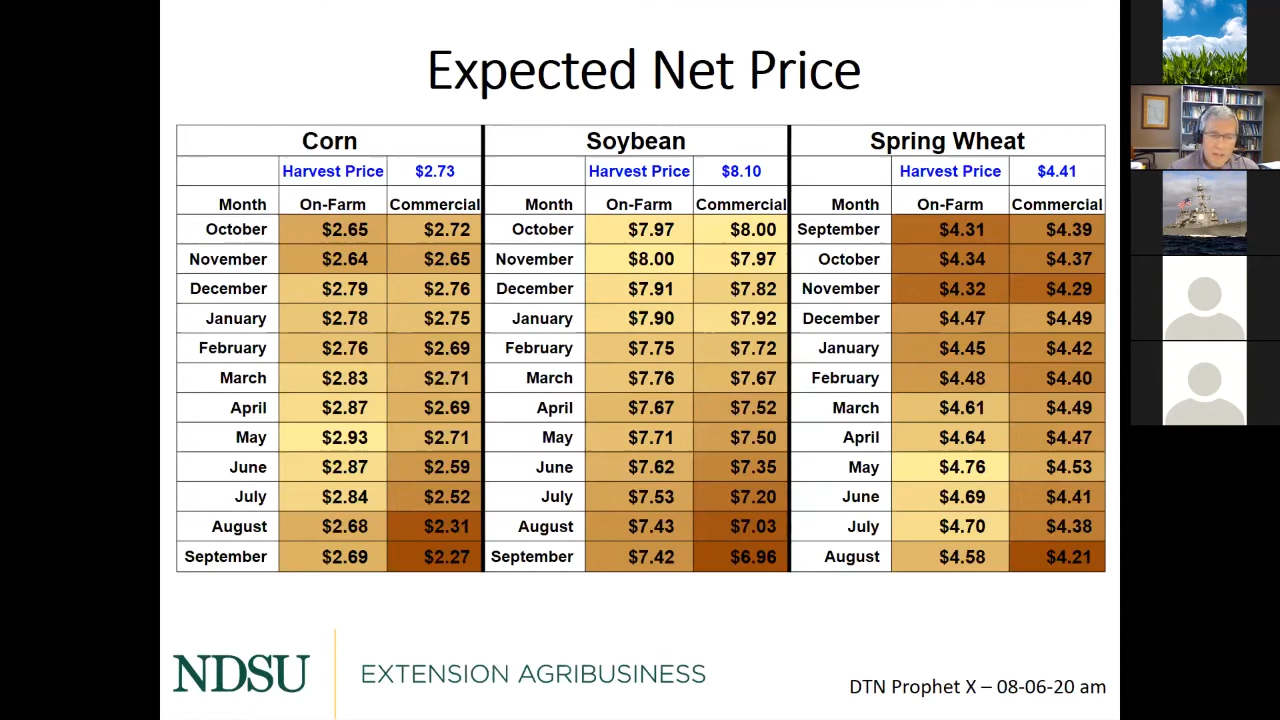 Expected Net Price
Corn Soybean Spring Wheat
Harvest Price $2.73 Harvest Price $8.10 Harvest Price $4.41
Month On-Farm Commercial Month On-Farm Commercial Month On-Farm Commercial
October $2.65 $2.72 October $7.97 $8.00 September $4.31 $4.39
November $2.64 $2.65 November $8.00 $7.97 October $4.34 $4.37
December $2.79 $2.76 December $7.91 $7.82 November $4.32 $4.29
January $2.78 $2.75 January $7.90 $7.92 December $4.47 $4.49
February $2.76 $2.69 February $7.75 $7.72 January $4.45 $4.42
March $2.83 $2.71 March $7.76 $7.67 February $4.48 $4.40
April $2.87 $2.69 April $7.67 $7.52 March $4.61 $4.49
May $2.93 $2.71 May $7.71 $7.50 April $4.64 $4.47
June $2.87 $2.59 June $7.62 $7.35 May $4.76 $4.53
July $2.84 $2.52 July $7.53 $7.20 June $4.69 $4.41
August $2.68 $2.31 August $7.43 $7.03 July $4.70 $4.38
September $2.69 $2.27 September $7.42 $6.96 August $4.58 $4.21
NDSU EXTENSION AGRIBUSINESS
DTN Prophet X – 08-06-20 am